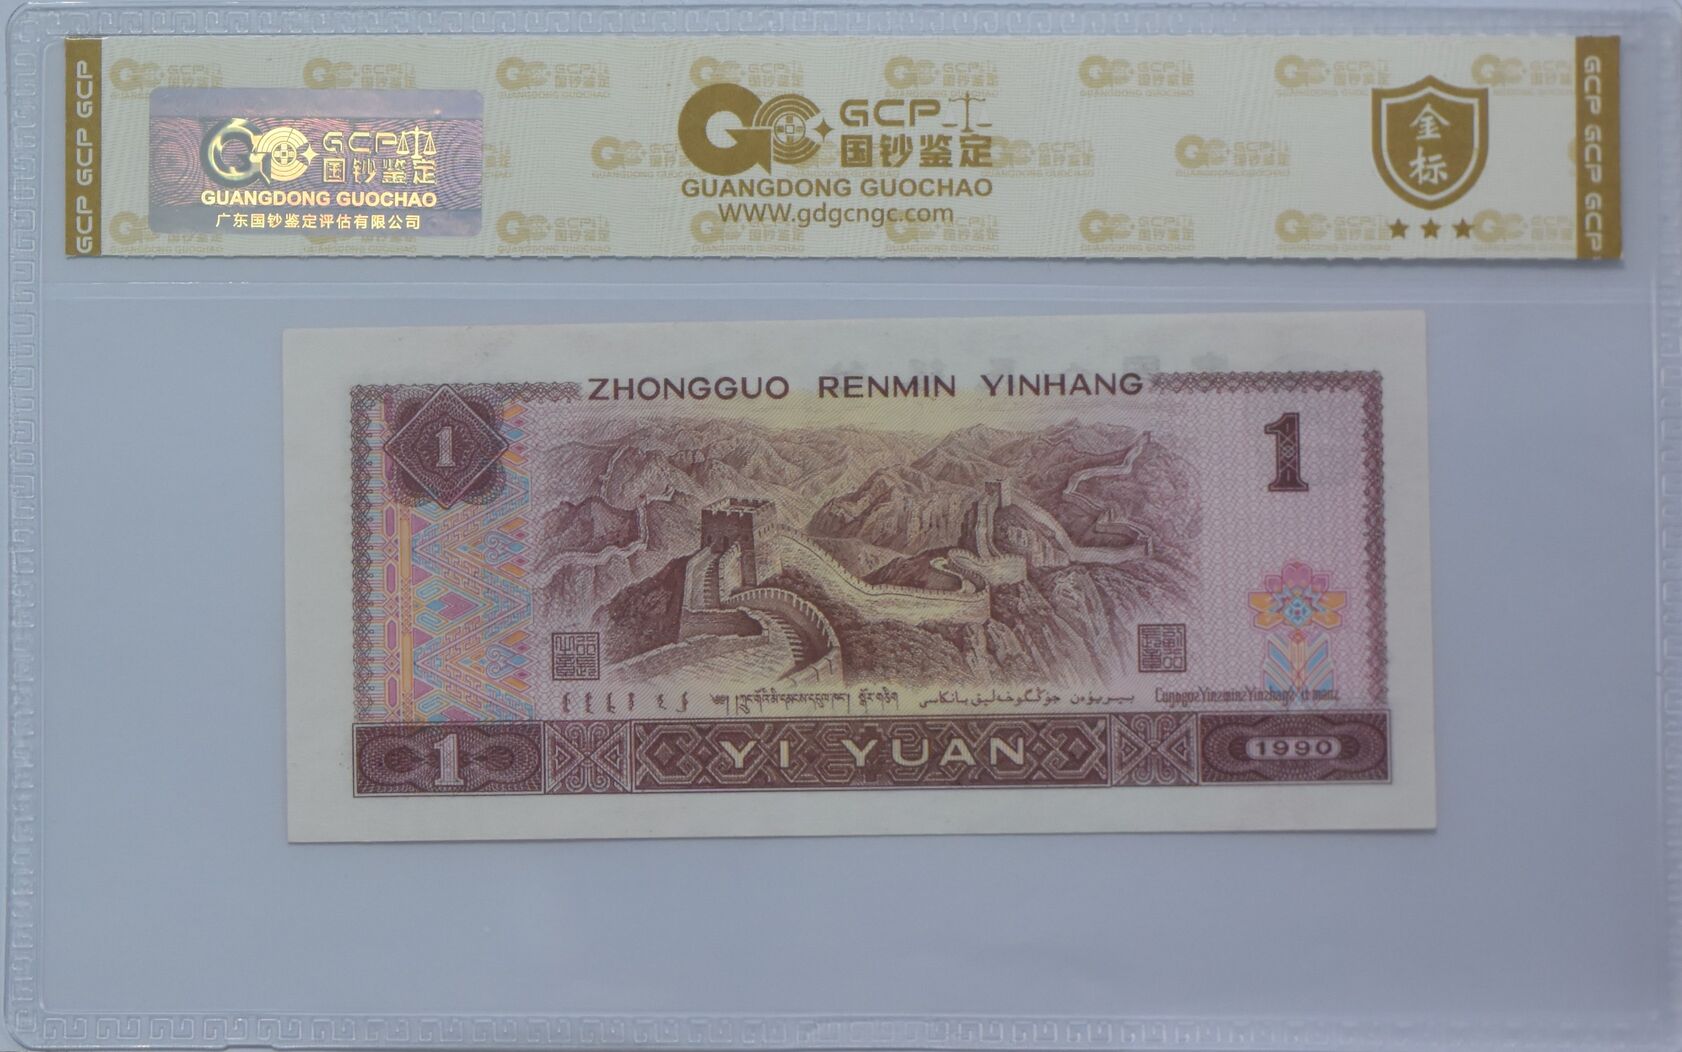 GCP GCP GCP
GCP
国钞鉴定
GUANGDONG GUOCHAO
广东国钞鉴定评估有限公司
GCP
国钞鉴定
GUANGDONG GUOCHAO
WWW.gdgcngc.com
金标
GCP GCP GCP
ZHONGGUO RENMIN YINHANG
1
1
1
YI YUAN
1990